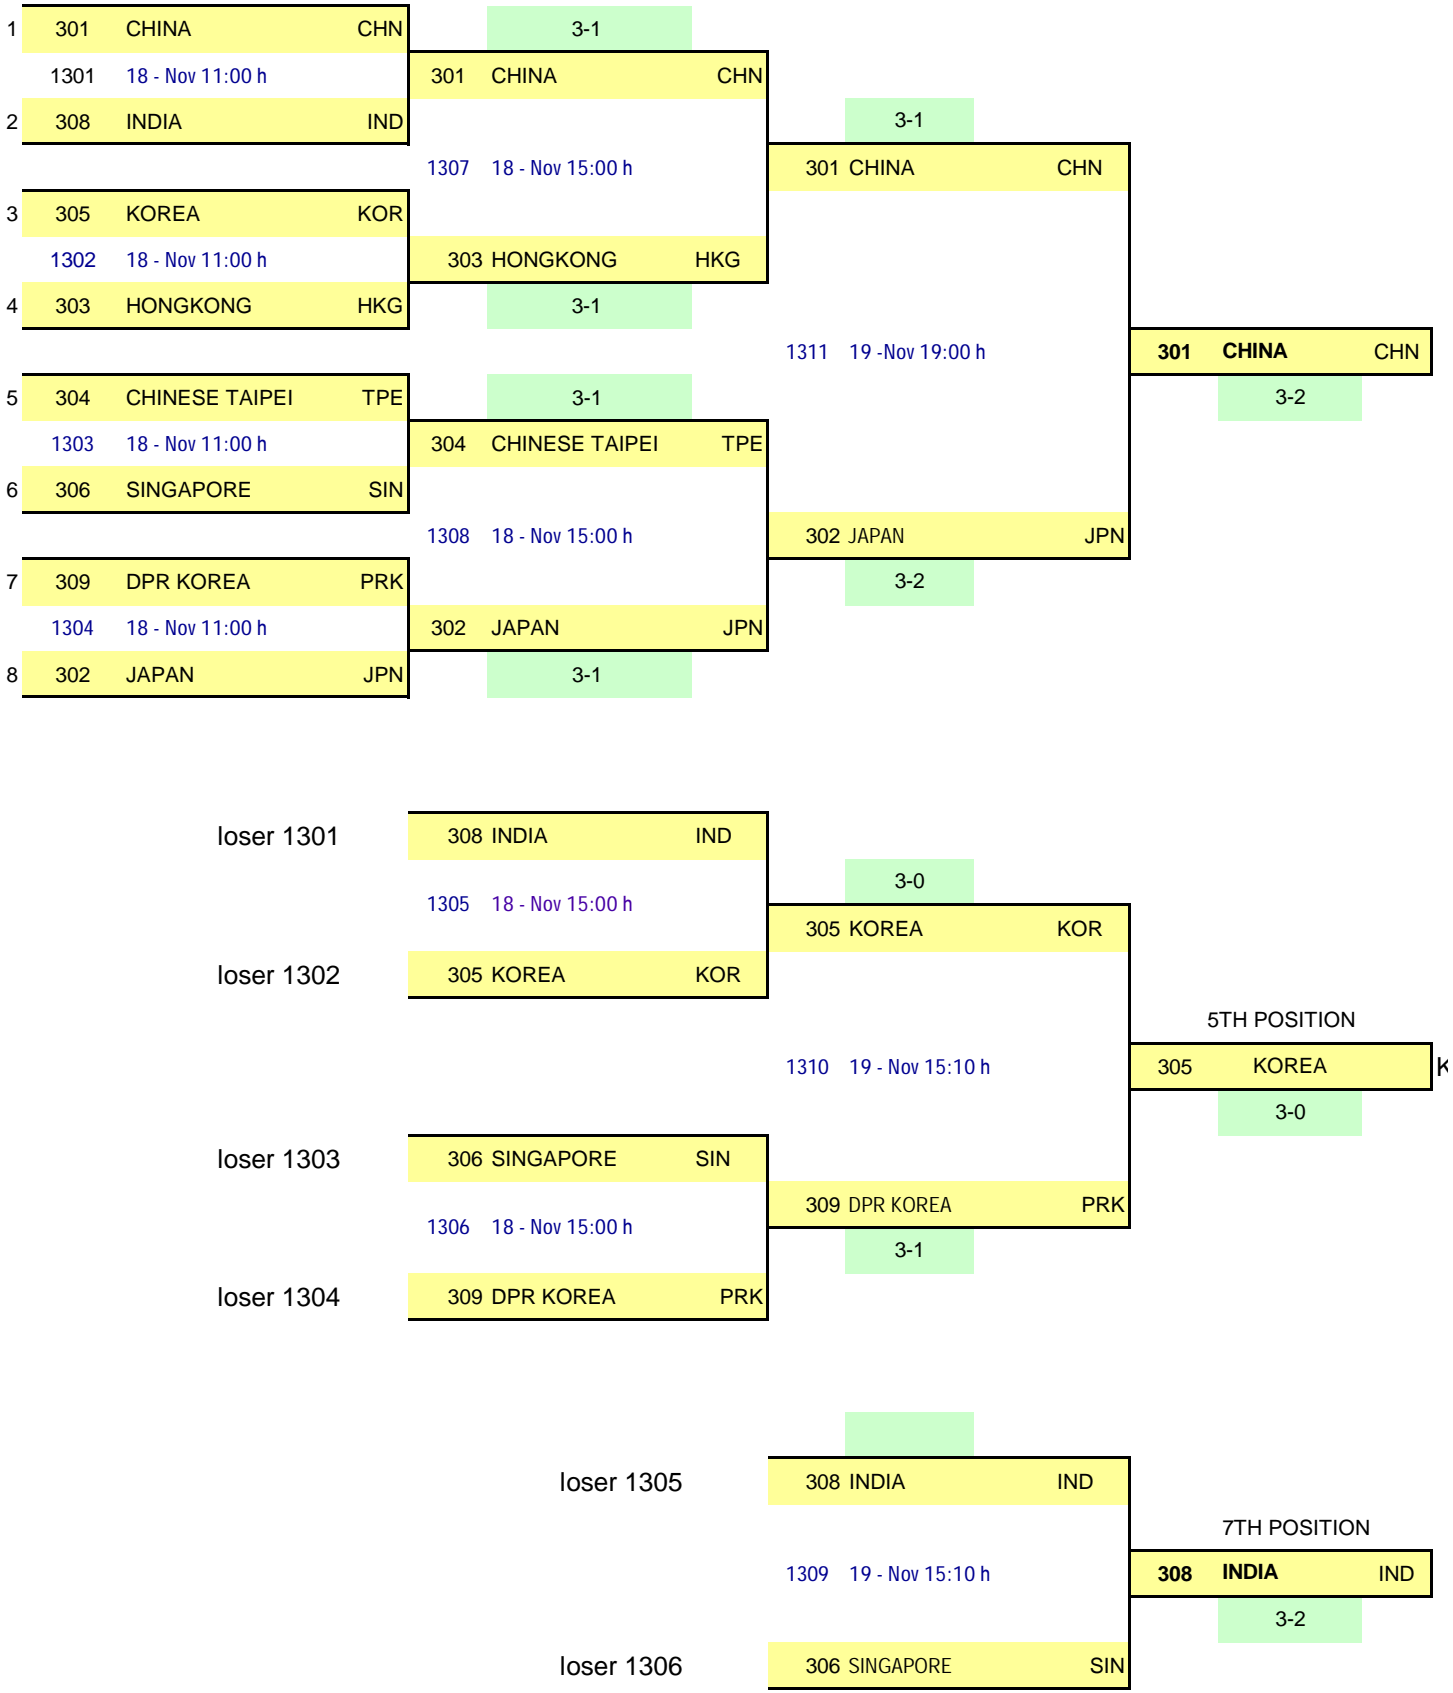 1 301 CHINA CHN 3-1
1301 18 - Nov 11:00 h 301 CHINA CHN
2 308 INDIA IND 3-1
1307 18 - Nov 15:00 h 301 CHINA CHN
3 305 KOREA KOR
1302 18 - Nov 11:00 h 303 HONGKONG HKG
4 303 HONGKONG HKG 3-1
1311 19 -Nov 19:00 h 301 CHINA CHN
5 304 CHINESE TAIPEI TPE 3-1 3-2
1303 18 - Nov 11:00 h 304 CHINESE TAIPEI TPE
6 306 SINGAPORE SIN
1308 18 - Nov 15:00 h 302 JAPAN JPN
7 309 DPR KOREA PRK 3-2
1304 18 - Nov 11:00 h 302 JAPAN JPN
8 302 JAPAN JPN 3-1
loser 1301 308 INDIA IND
3-0
1305 18 - Nov 15:00 h
305 KOREA KOR
loser 1302 305 KOREA KOR
5TH POSITION
1310 19 - Nov 15:10 h 305 KOREA K
3-0
loser 1303 306 SINGAPORE SIN
309 DPR KOREA PRK
1306 18 - Nov 15:00 h
3-1
loser 1304 309 DPR KOREA PRK
loser 1305 308 INDIA IND
7TH POSITION
1309 19 - Nov 15:10 h 308 INDIA IND
3-2
loser 1306 306 SINGAPORE SIN